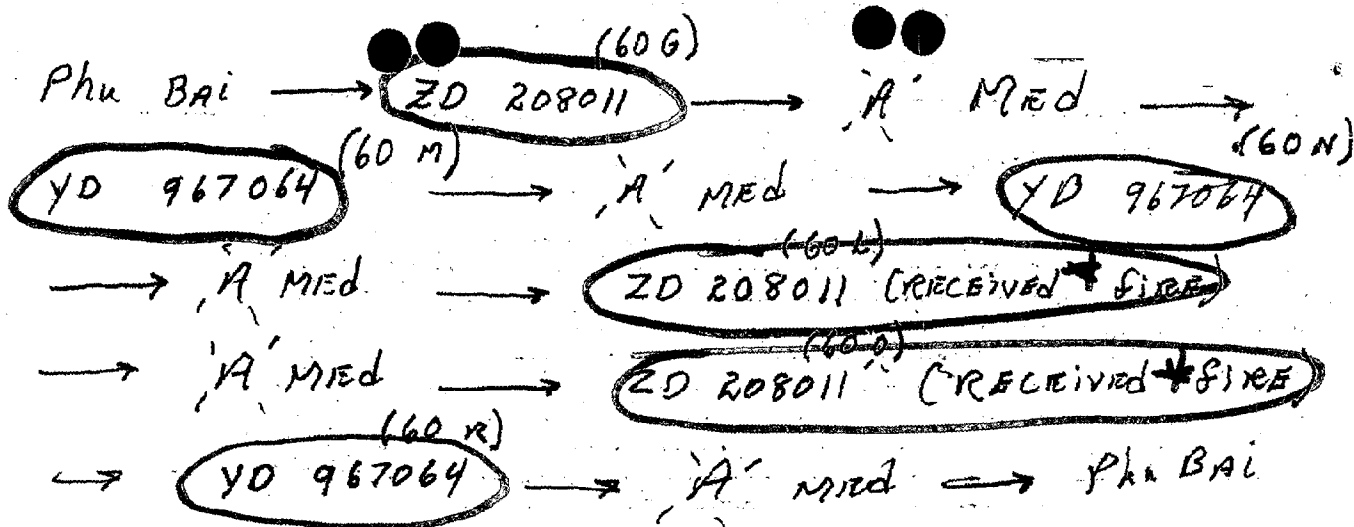 (60 G)
Phu BAi → ZD 208011 → 'A' MEd →
(60 M) (60 N)
YD 967064 → 'A' MEd → YD 967064
(60 L)
→ 'A' MEd → ZD 208011 (RECEiVEd fiRE)
(60 O)
→ 'A' MEd → ZD 208011 (RECEiVEd fiRE)
(60 R)
→ YD 967064 → 'A' MEd → Phu BAi